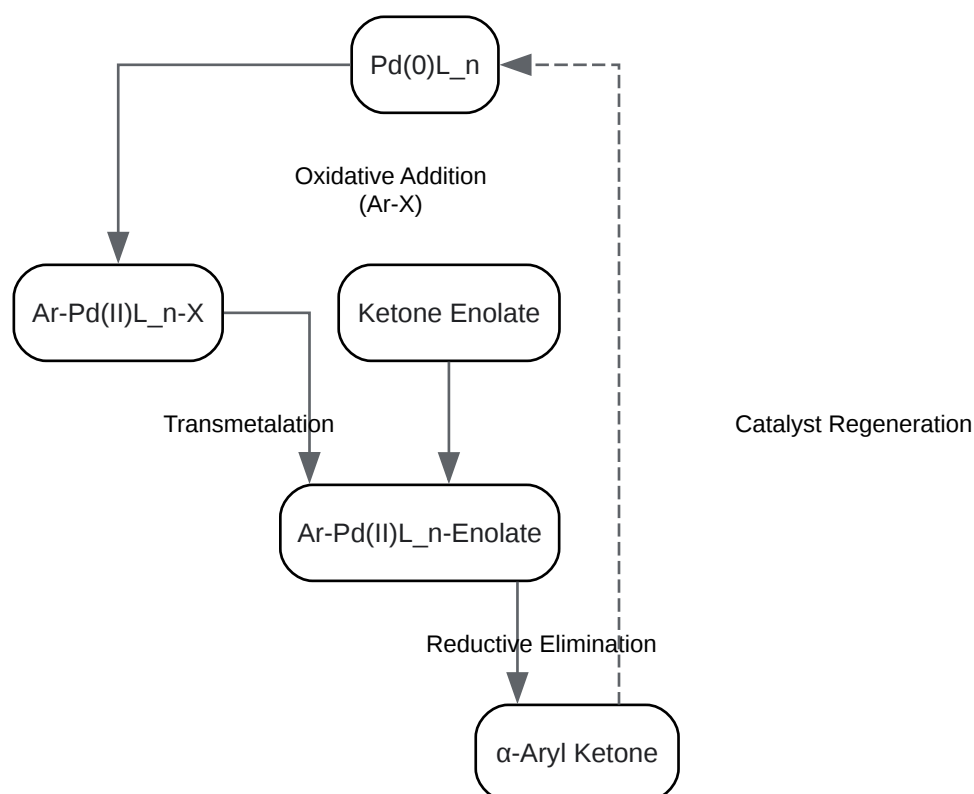 Pd(0)L_n
Oxidative Addition
(Ar-X)
Ar-Pd(II)L_n-X
Ketone Enolate
Transmetalation
Catalyst Regeneration
Ar-Pd(II)L_n-Enolate
Reductive Elimination
α-Aryl Ketone